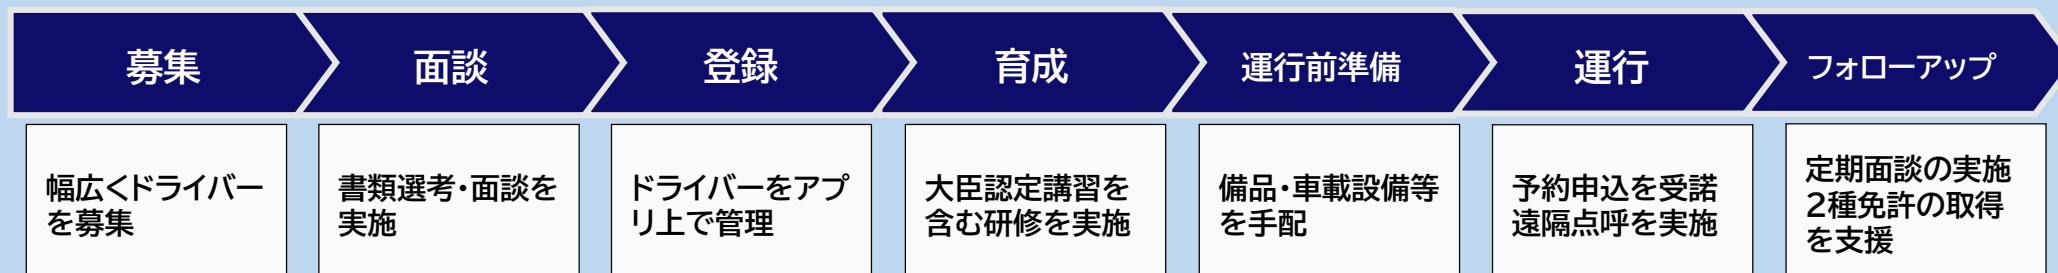 募集
面談
登録
育成
運行前準備
運行
フォローアップ
幅広くドライバー
を募集
書類選考・面談を
実施
ドライバーをアプ
リ上で管理
大臣認定講習を
含む研修を実施
備品・車載設備等
を手配
予約申込を受諾
遠隔点呼を実施
定期面談の実施
2種免許の取得
を支援